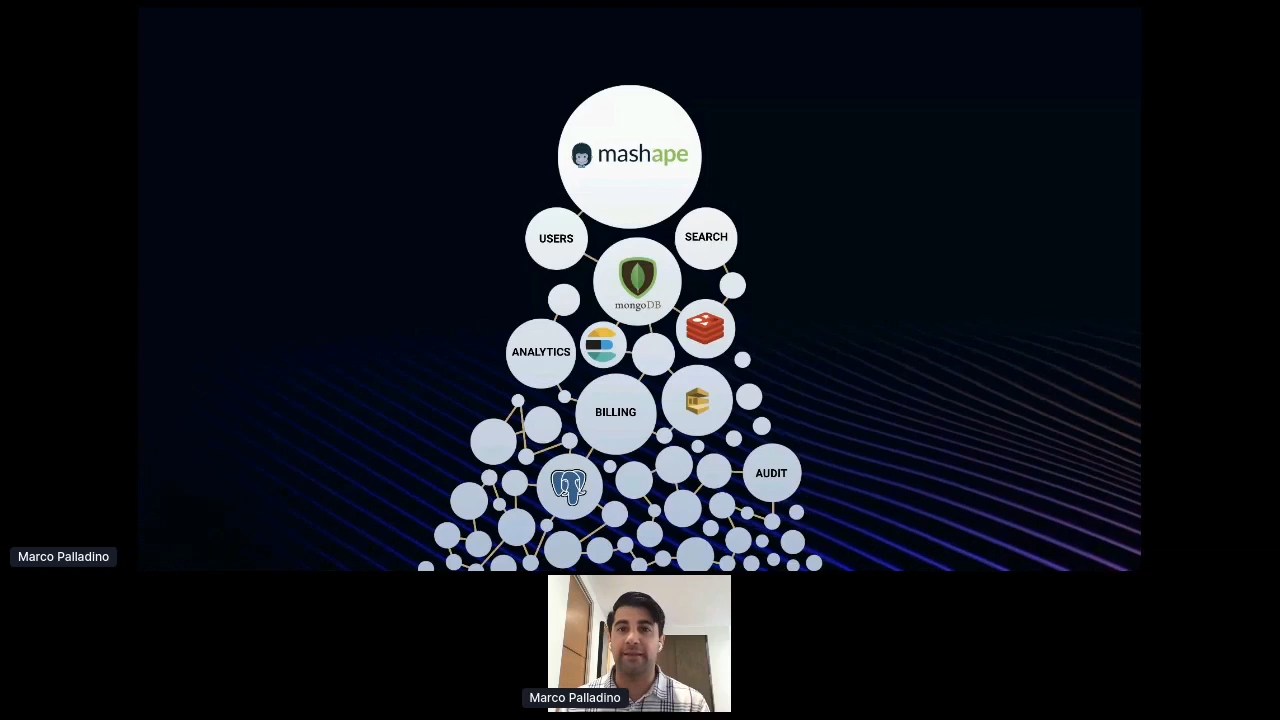 mashape
USERS
SEARCH
mongoDB
ANALYTICS
BILLING
AUDIT
Marco Palladino
Marco Palladino